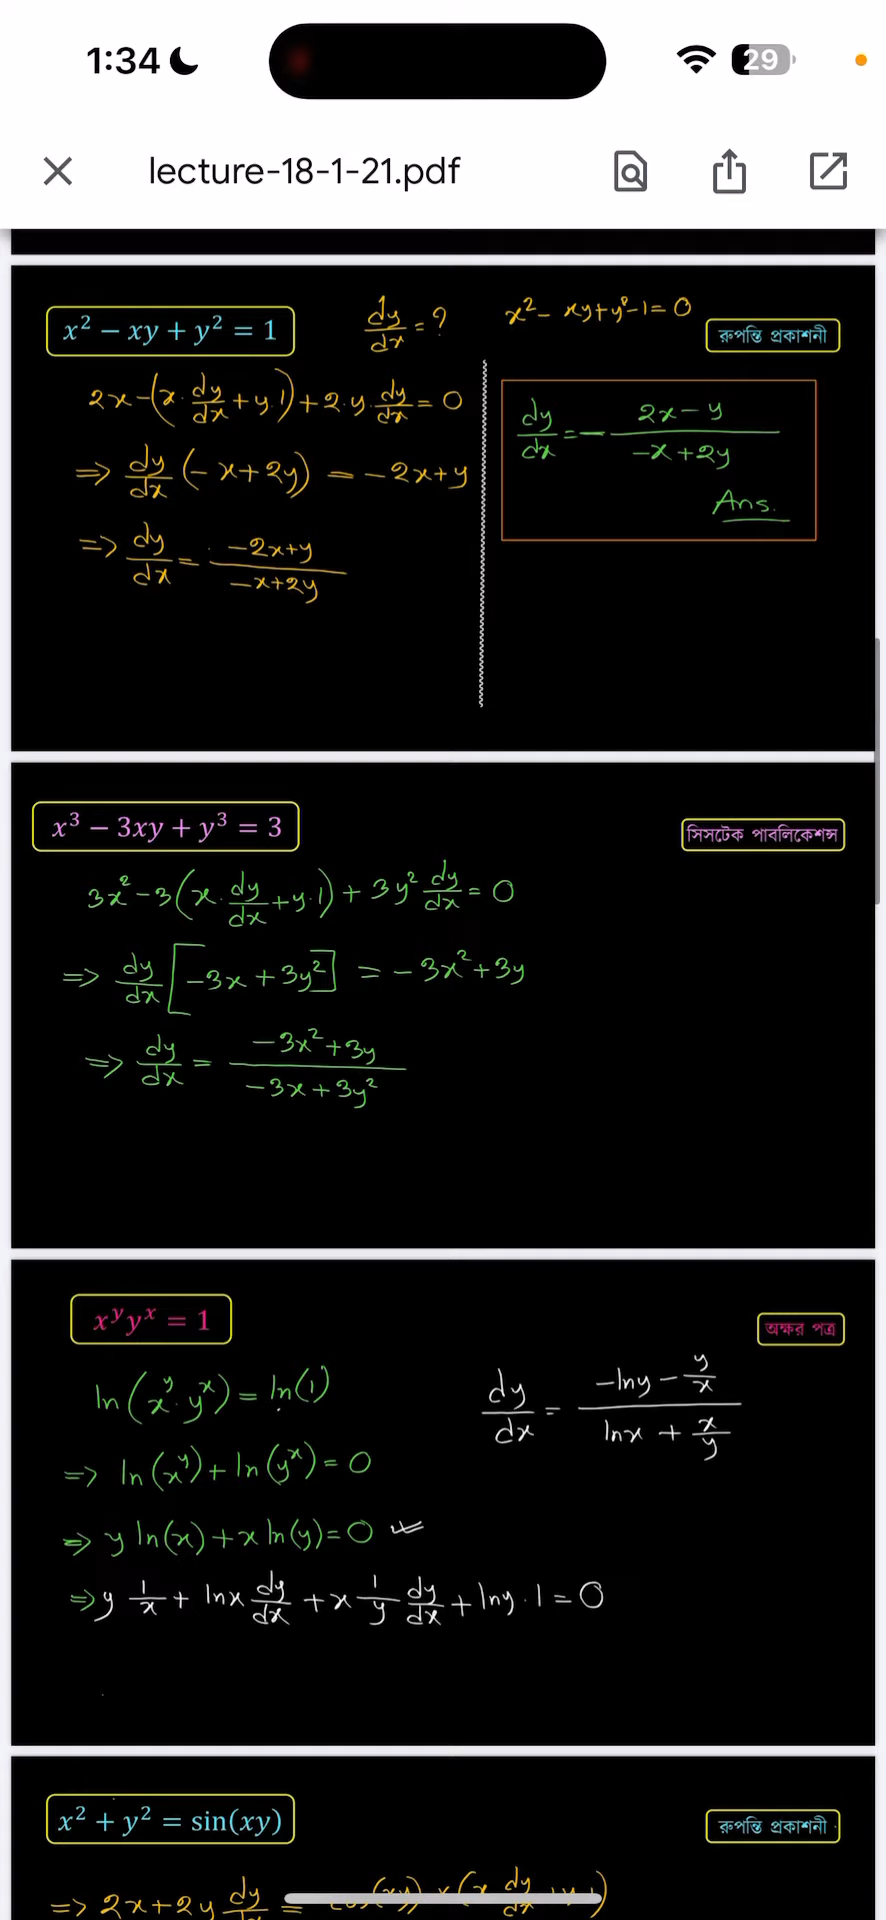 1:34
29
lecture-18-1-21.pdf
x² − xy + y² = 1
dy/dx = ?
x² − xy + y² − 1 = 0
রুপন্তি প্রকাশনী
2x − (x · dy/dx + y.1) + 2.y. dy/dx = 0
⇒ dy/dx (− x + 2y) = − 2x + y
⇒ dy/dx = (−2x + y)/(−x + 2y)
dy/dx = − (2x − y)/(−x + 2y)
Ans.
x³ − 3xy + y³ = 3
সিসটেক পাবলিকেশন্স
3x² − 3 (x · dy/dx + y.1) + 3y² dy/dx = 0
⇒ dy/dx [−3x + 3y²] = − 3x² + 3y
⇒ dy/dx = (−3x² + 3y)/(−3x + 3y²)
xʸyˣ = 1
অক্ষর পত্র
ln (xʸ · yˣ) = ln(1)
⇒ ln (xʸ) + ln (yˣ) = 0
⇒ y ln(x) + x ln(y) = 0
⇒ y 1/x + lnx dy/dx + x 1/y dy/dx + lny . 1 = 0
dy/dx = (−lny − y/x)/(lnx + x/y)
x² + y² = sin(xy)
রুপন্তি প্রকাশনী
⇒ 2x + 2y dy/dx =